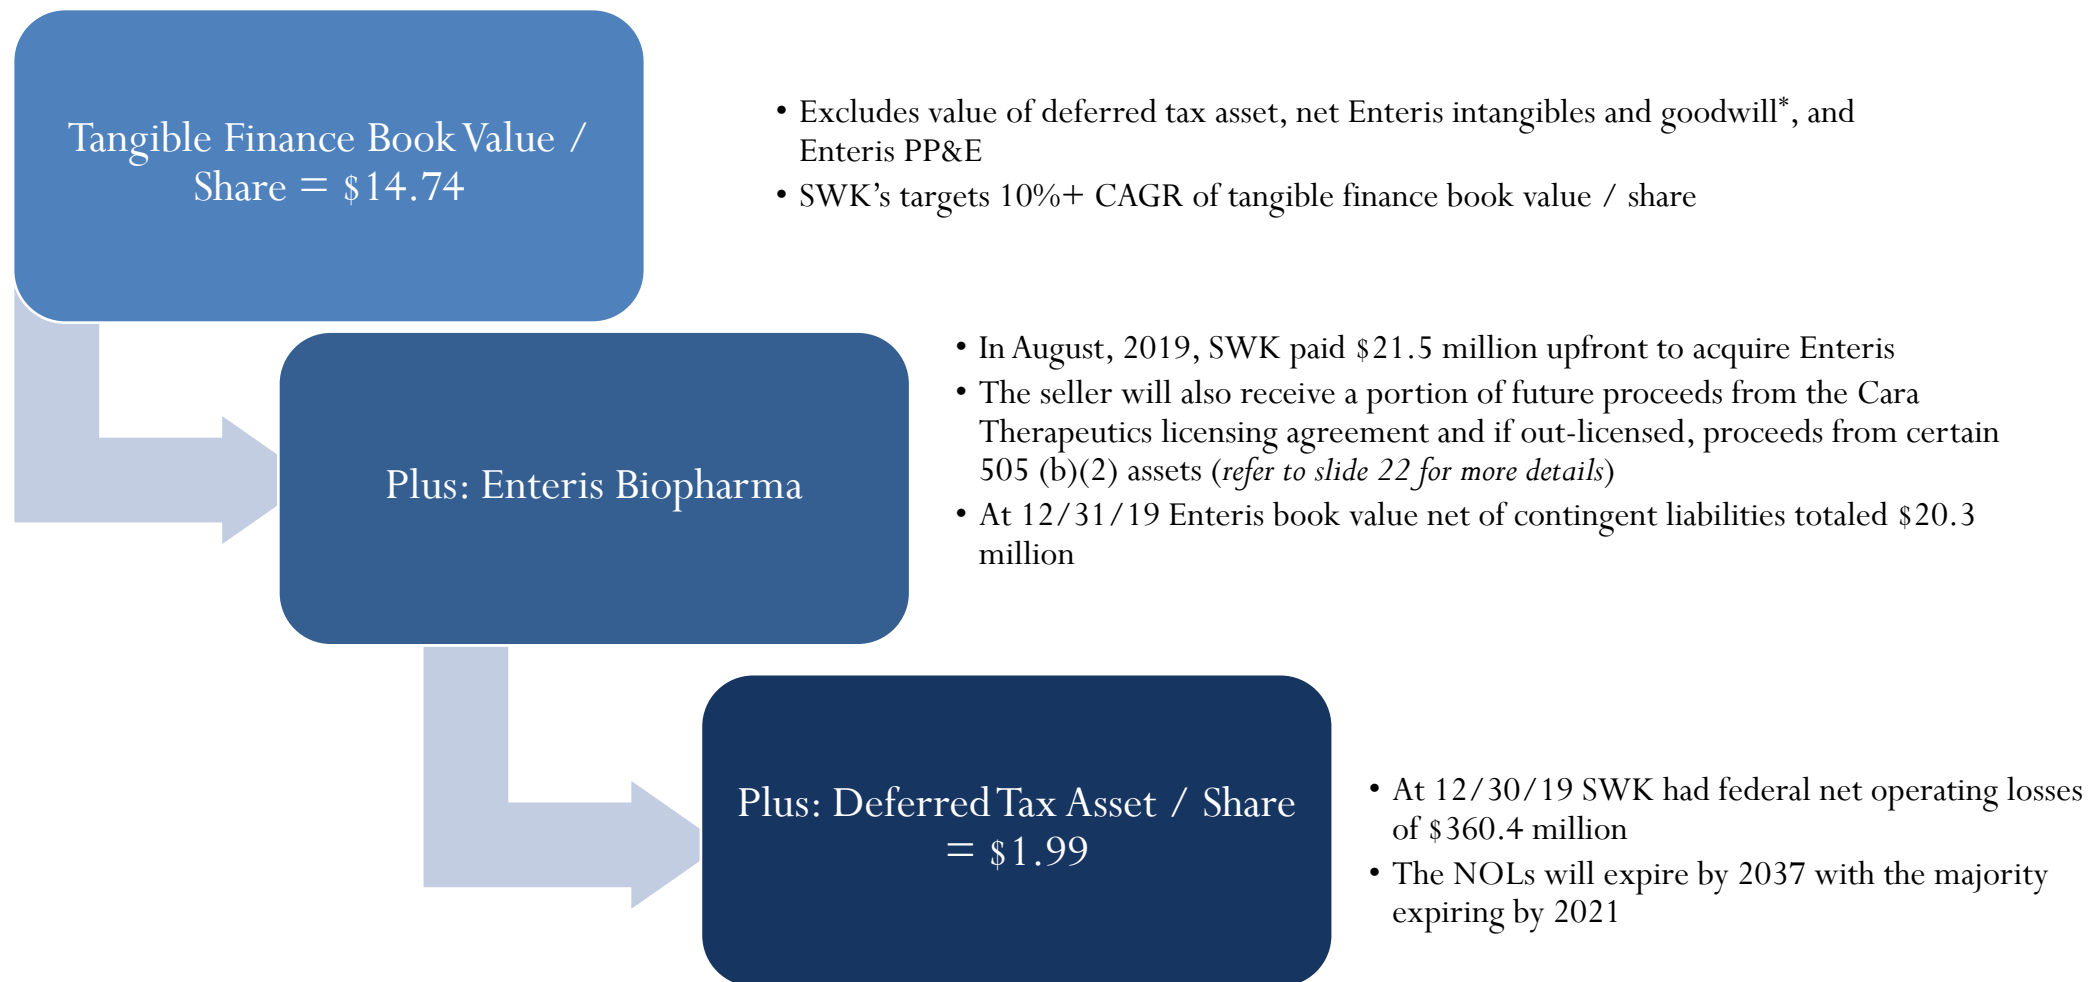 Tangible Finance Book Value /
Share = $14.74
• Excludes value of deferred tax asset, net Enteris intangibles and goodwill*, and
Enteris PP&E
• SWK’s targets 10%+ CAGR of tangible finance book value / share
Plus: Enteris Biopharma
• In August, 2019, SWK paid $21.5 million upfront to acquire Enteris
• The seller will also receive a portion of future proceeds from the Cara
Therapeutics licensing agreement and if out-licensed, proceeds from certain
505 (b)(2) assets (refer to slide 22 for more details)
• At 12/31/19 Enteris book value net of contingent liabilities totaled $20.3
million
Plus: Deferred Tax Asset / Share
= $1.99
• At 12/30/19 SWK had federal net operating losses
of $360.4 million
• The NOLs will expire by 2037 with the majority
expiring by 2021